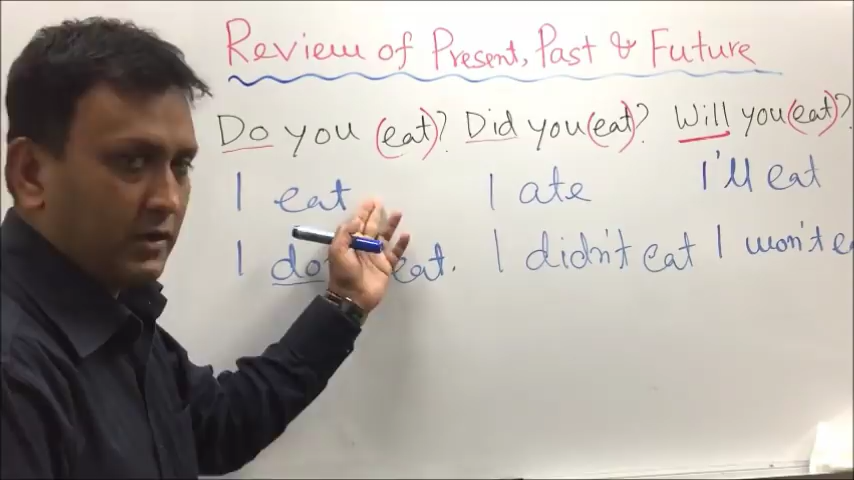 Review of Present, Past & Future
Do you (eat)? Did you (eat)? Will you (eat)?
I eat I ate I'll eat
I eat. I didn't eat I won't